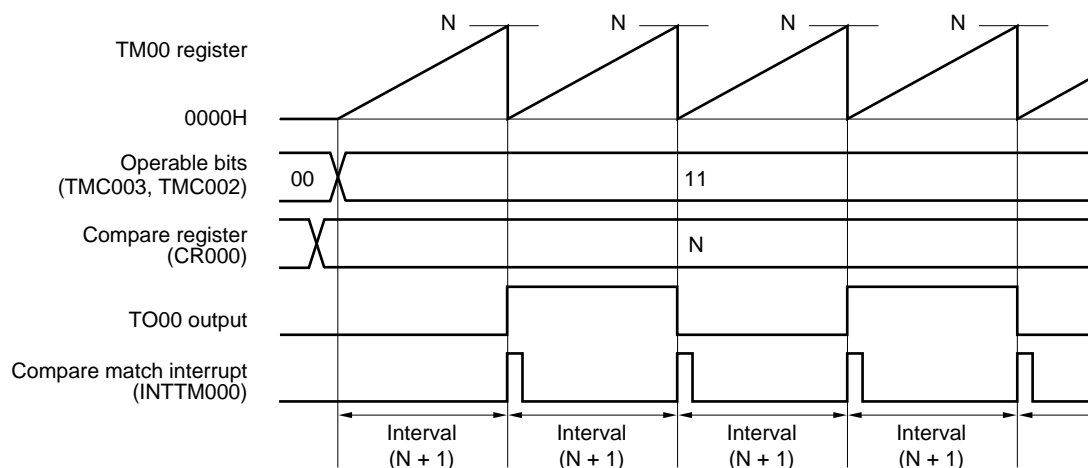 N N N N
TM00 register
0000H
Operable bits
(TMC003, TMC002)
00 11
Compare register
(CR000)
N
TO00 output
Compare match interrupt
(INTTM000)
Interval Interval Interval Interval
(N + 1) (N + 1) (N + 1) (N + 1)